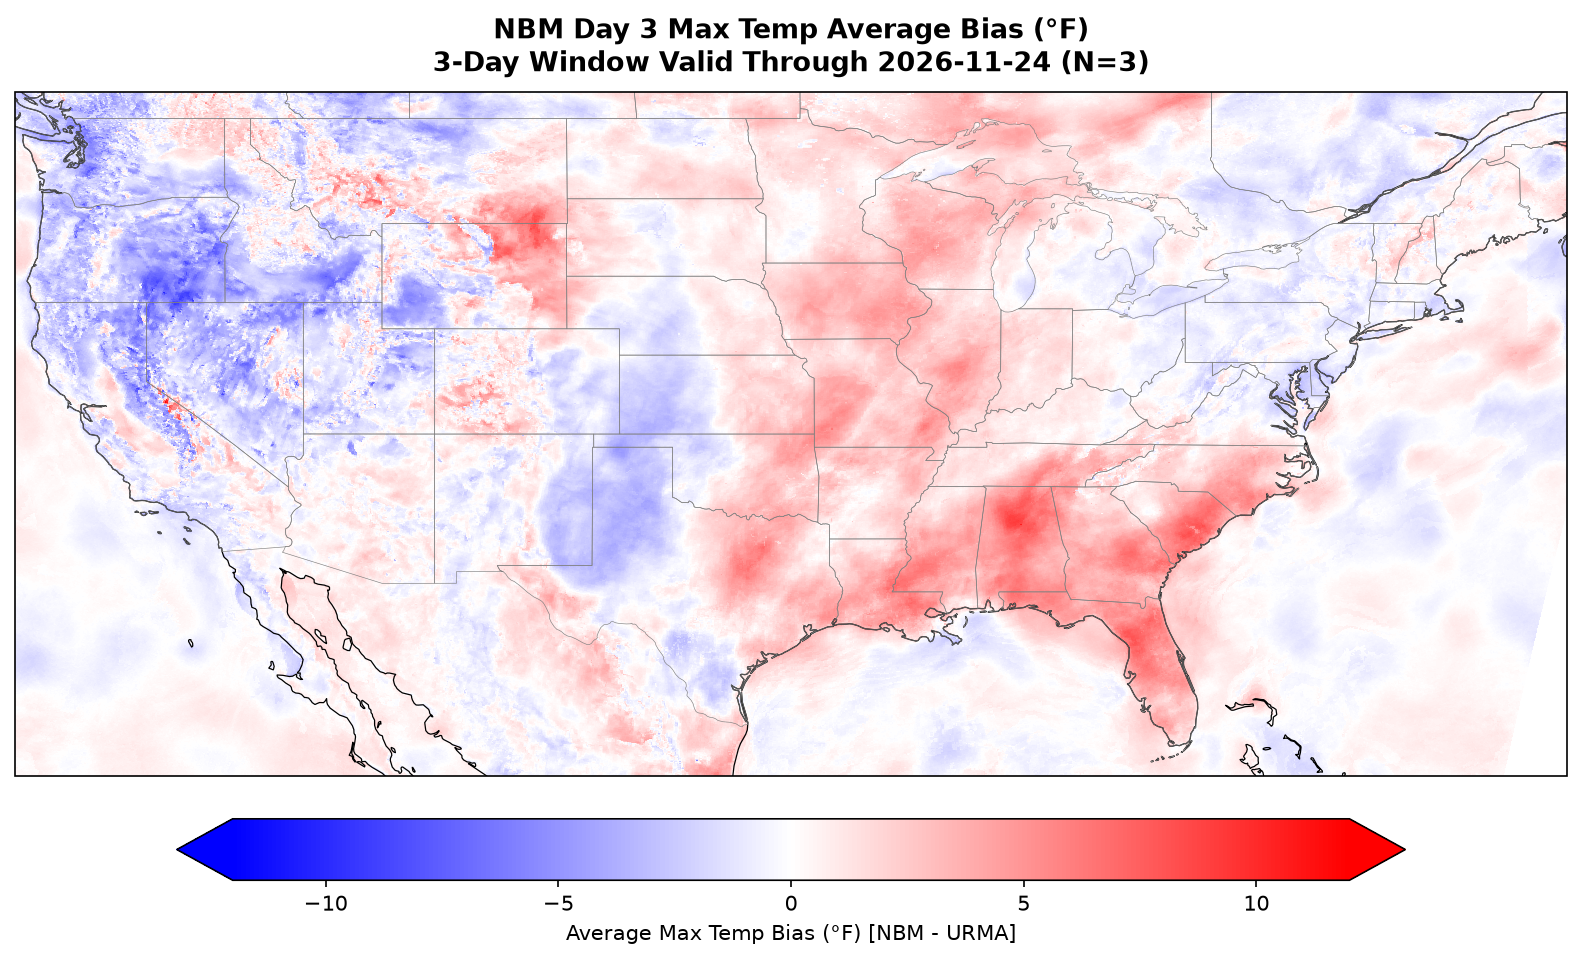 NBM Day 3 Max Temp Average Bias (°F)
3-Day Window Valid Through 2026-11-24 (N=3)
−10 −5 0 5 10
Average Max Temp Bias (°F) [NBM - URMA]